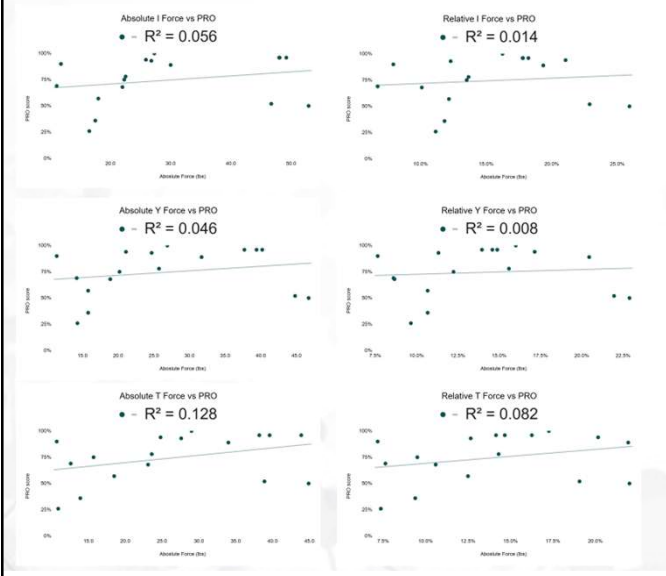 Absolute I Force vs PRO
R² = 0.056
100%
75%
50%
25%
0%
PRO score
20.0 30.0 40.0 50.0
Absolute Force (lbs)
Relative I Force vs PRO
R² = 0.014
100%
75%
50%
25%
0%
PRO score
10.0% 15.0% 20.0% 25.0%
Absolute Force (lbs)
Absolute Y Force vs PRO
R² = 0.046
100%
75%
50%
25%
0%
PRO score
15.0 20.0 25.0 30.0 35.0 40.0 45.0
Absolute Force (lbs)
Relative Y Force vs PRO
R² = 0.008
100%
75%
50%
25%
0%
PRO score
7.5% 10.0% 12.5% 15.0% 17.5% 20.0% 22.5%
Absolute Force (lbs)
Absolute T Force vs PRO
R² = 0.128
100%
75%
50%
25%
0%
PRO score
15.0 20.0 25.0 30.0 35.0 40.0 45.0
Absolute Force (lbs)
Relative T Force vs PRO
R² = 0.082
100%
75%
50%
25%
0%
PRO score
7.5% 10.0% 12.5% 15.0% 17.5% 20.0%
Absolute Force (lbs)